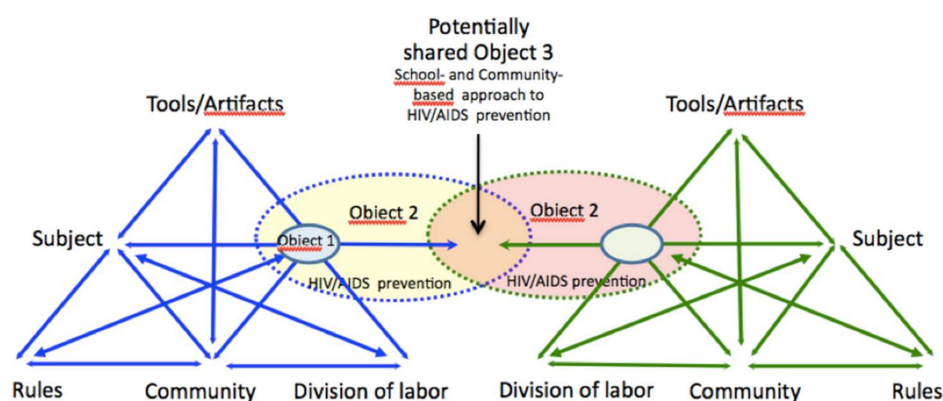 Potentially
shared Object 3
School- and Community-
based approach to
HIV/AIDS prevention
Tools/Artifacts
Tools/Artifacts
Object 2
Object 2
Subject
Object 1
Subject
HIV/AIDS prevention
HIV/AIDS prevention
Rules
Community
Division of labor
Division of labor
Community
Rules